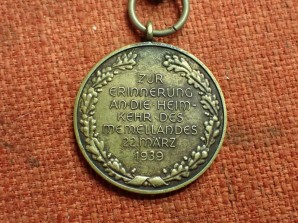 ZUR
ERINNERUNG
AN·DIE·HEIM-
KEHR DES
MEMELLANDES
22·MÄRZ
1939